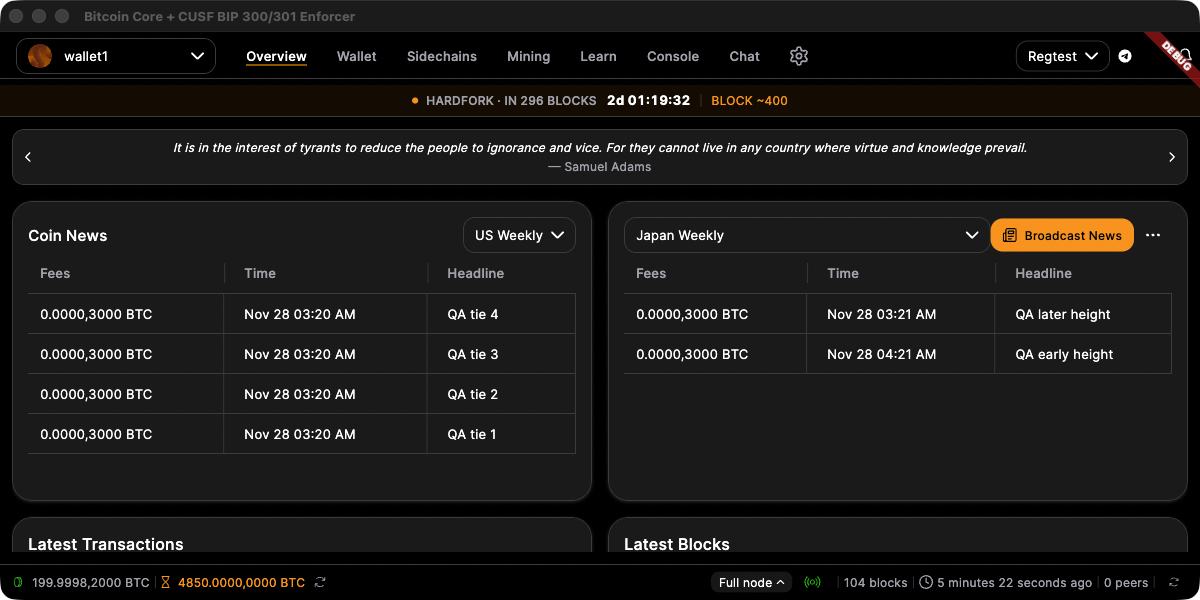 Bitcoin Core + CUSF BIP 300/301 Enforcer
wallet1
Overview
Wallet
Sidechains
Mining
Learn
Console
Chat
Regtest
DEBUG
HARDFORK · IN 296 BLOCKS 2d 01:19:32 BLOCK ~400
It is in the interest of tyrants to reduce the people to ignorance and vice. For they cannot live in any country where virtue and knowledge prevail.
— Samuel Adams
Coin News
US Weekly
Fees Time Headline
0.0000,3000 BTC Nov 28 03:20 AM QA tie 4
0.0000,3000 BTC Nov 28 03:20 AM QA tie 3
0.0000,3000 BTC Nov 28 03:20 AM QA tie 2
0.0000,3000 BTC Nov 28 03:20 AM QA tie 1
Japan Weekly
Broadcast News
Fees Time Headline
0.0000,3000 BTC Nov 28 03:21 AM QA later height
0.0000,3000 BTC Nov 28 04:21 AM QA early height
Latest Transactions
Latest Blocks
199.9998,2000 BTC
4850.0000,0000 BTC
Full node
104 blocks
5 minutes 22 seconds ago
0 peers